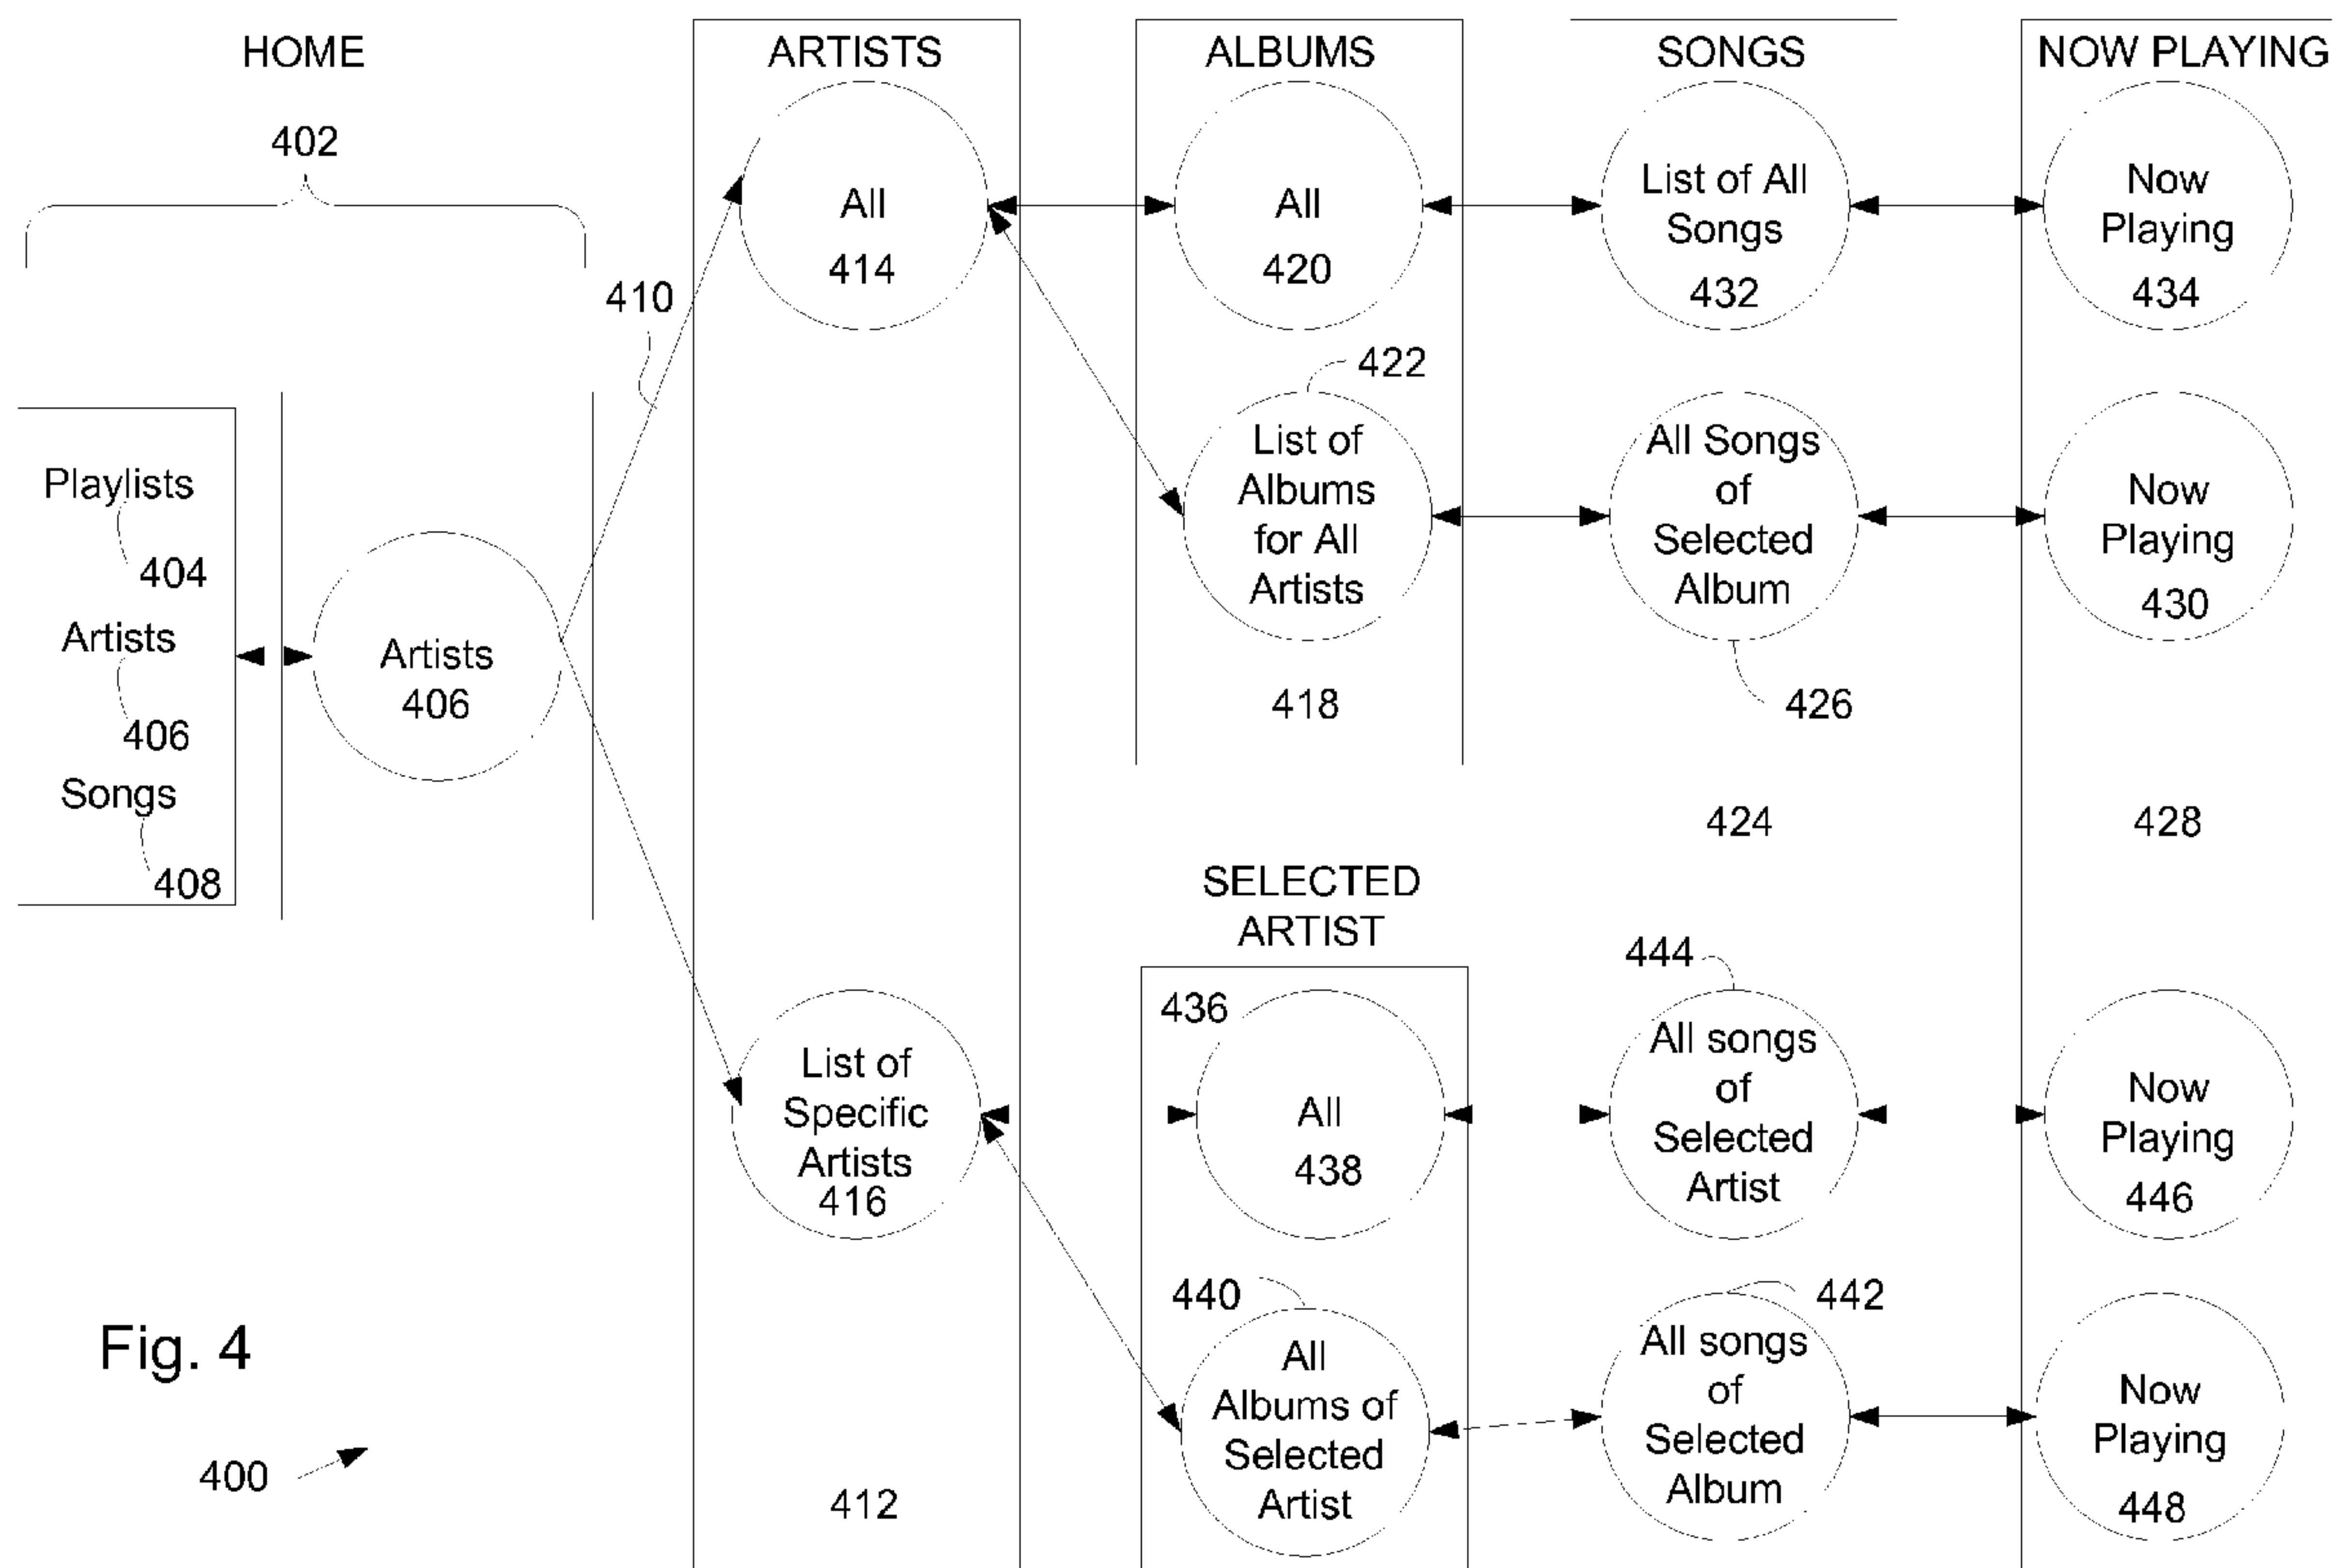 HOME
402
Playlists
404
Artists
406
Songs
408
Artists
406
410
ARTISTS
All
414
List of
Specific
Artists
416
412
ALBUMS
All
420
422
List of
Albums
for All
Artists
418
SELECTED
ARTIST
436
All
438
440
All
Albums of
Selected
Artist
SONGS
List of All
Songs
432
All Songs
of
Selected
Album
426
424
444
All songs
of
Selected
Artist
442
All songs
of
Selected
Album
NOW PLAYING
Now
Playing
434
Now
Playing
430
428
Now
Playing
446
Now
Playing
448
Fig. 4
400